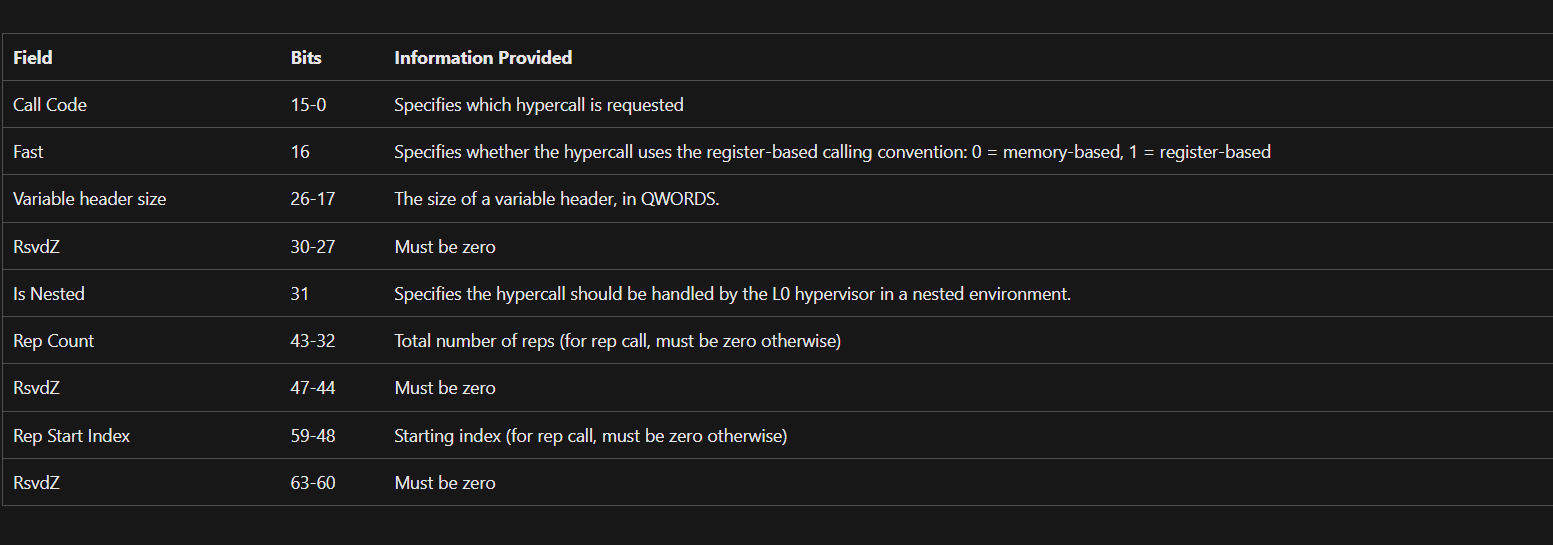 Field Bits Information Provided
Call Code 15-0 Specifies which hypercall is requested
Fast 16 Specifies whether the hypercall uses the register-based calling convention: 0 = memory-based, 1 = register-based
Variable header size 26-17 The size of a variable header, in QWORDS.
RsvdZ 30-27 Must be zero
Is Nested 31 Specifies the hypercall should be handled by the L0 hypervisor in a nested environment.
Rep Count 43-32 Total number of reps (for rep call, must be zero otherwise)
RsvdZ 47-44 Must be zero
Rep Start Index 59-48 Starting index (for rep call, must be zero otherwise)
RsvdZ 63-60 Must be zero